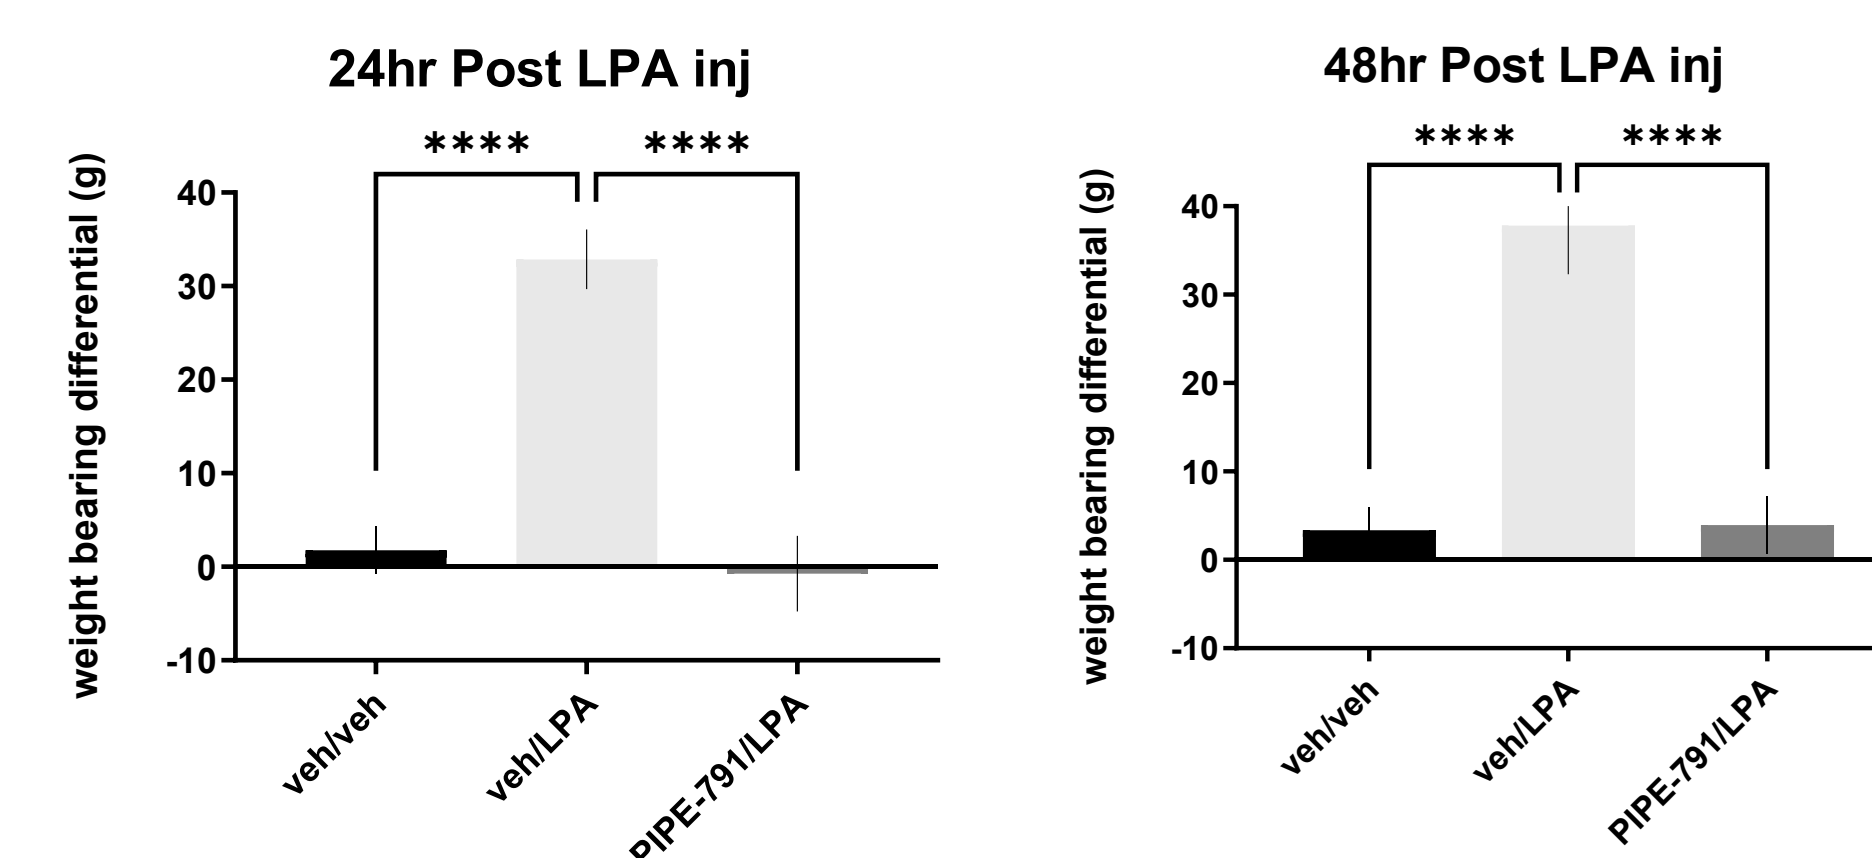 24hr Post LPA inj
**** ****
weight bearing differential (g)
40
30
20
10
0
-10
veh/veh
veh/LPA
PIPE-791/LPA
48hr Post LPA inj
**** ****
weight bearing differential (g)
40
30
20
10
0
-10
veh/veh
veh/LPA
PIPE-791/LPA